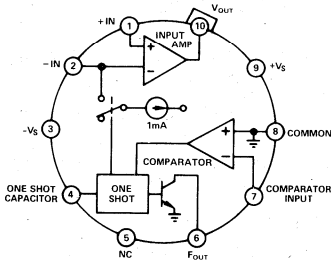 VOUT
+IN
1
10
INPUT
AMP
+
−
−IN
2
9
+VS
1mA
−VS
3
8
COMMON
+
−
COMPARATOR
ONE SHOT
CAPACITOR
4
ONE
SHOT
7
COMPARATOR
INPUT
5
6
NC
FOUT